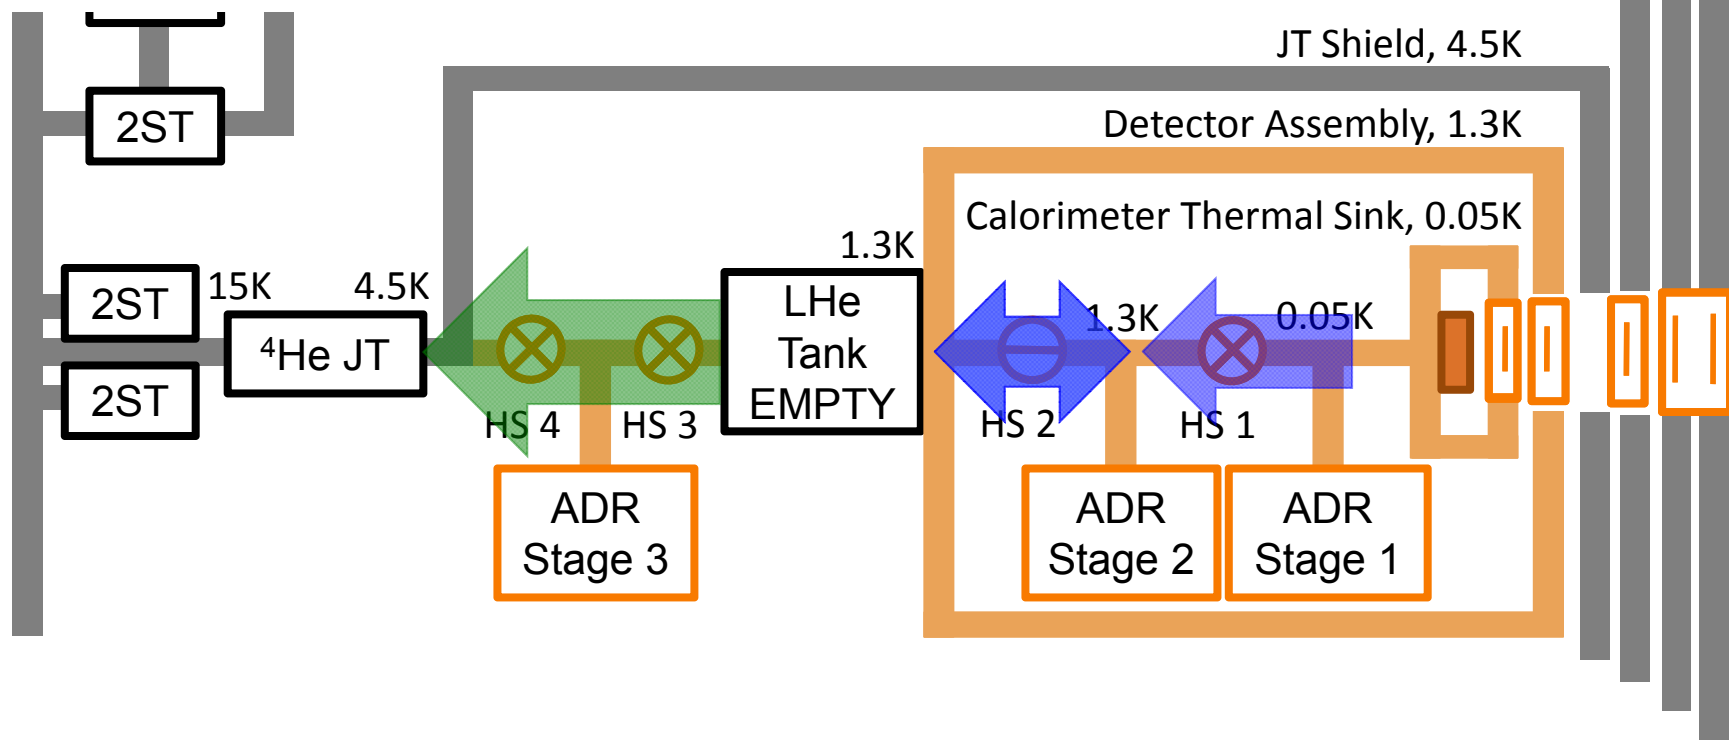 JT Shield, 4.5K
2ST
Detector Assembly, 1.3K
Calorimeter Thermal Sink, 0.05K
1.3K
2ST
15K
4.5K
LHe
Tank
EMPTY
1.3K
0.05K
⁴He JT
2ST
HS 4
HS 3
HS 2
HS 1
ADR
Stage 3
ADR
Stage 2
ADR
Stage 1